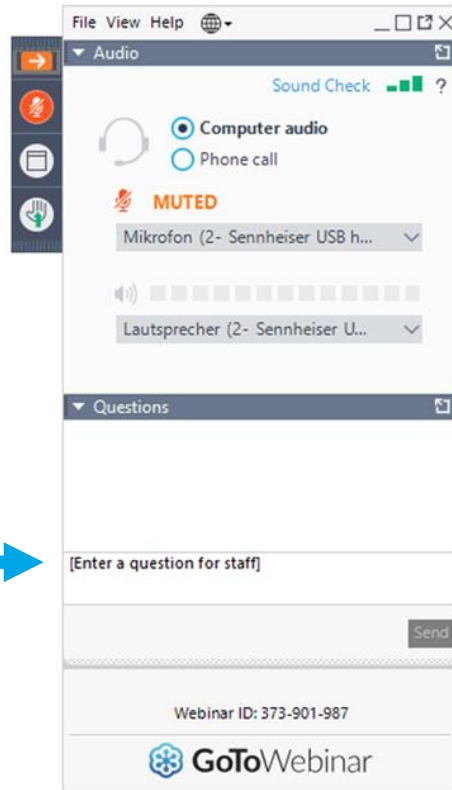 File View Help
Audio
Sound Check ?
Computer audio
Phone call
MUTED
Mikrofon (2- Sennheiser USB h...
Lautsprecher (2- Sennheiser U...
Questions
[Enter a question for staff]
Send
Webinar ID: 373-901-987
GoToWebinar